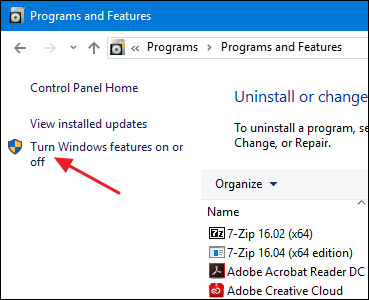 Programs and Features
« Programs > Programs and Features
Control Panel Home
View installed updates
Turn Windows features on or
off
Uninstall or change
To uninstall a program, se
Change, or Repair.
Organize
Name
7-Zip 16.02 (x64)
7-Zip 16.04 (x64 edition)
Adobe Acrobat Reader DC
Adobe Creative Cloud